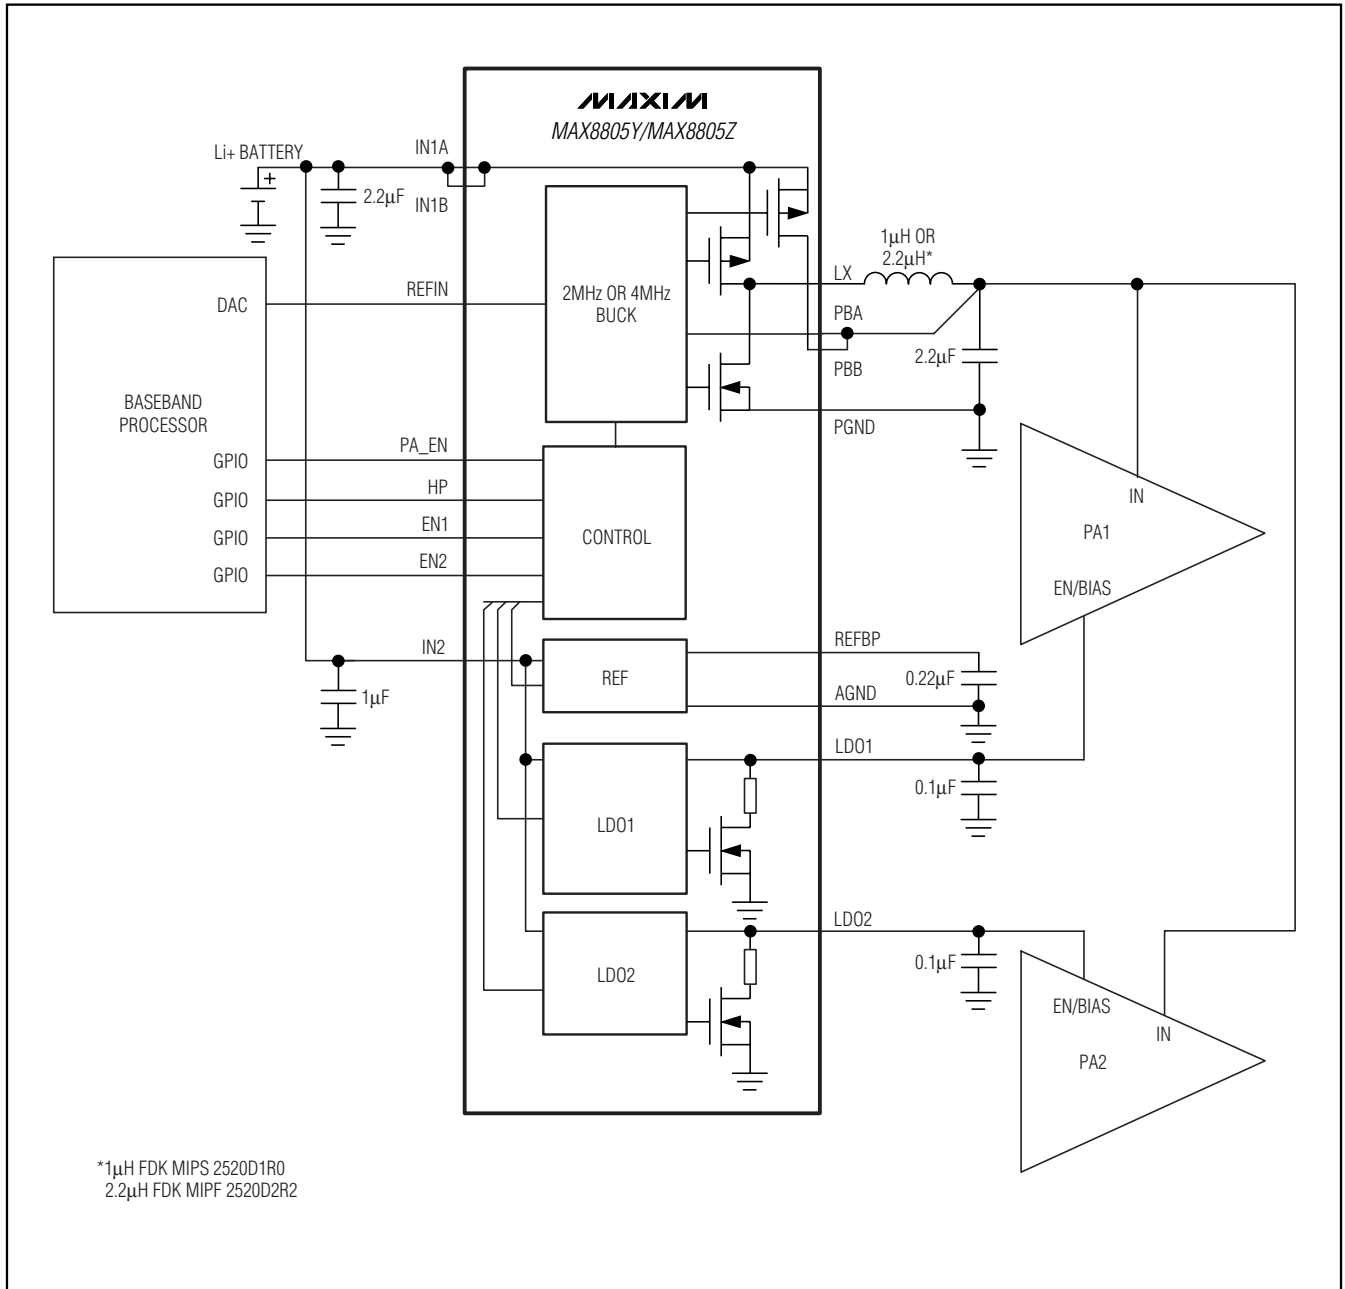 MAXIM
MAX8805Y/MAX8805Z
Li+ BATTERY
+
2.2µF
IN1A
IN1B
REFIN
DAC
BASEBAND
PROCESSOR
GPIO
GPIO
GPIO
GPIO
PA_EN
HP
EN1
EN2
IN2
1µF
2MHz OR 4MHz
BUCK
CONTROL
REF
LDO1
LDO2
1µH OR
2.2µH*
LX
PBA
PBB
2.2µF
PGND
IN
PA1
EN/BIAS
REFBP
0.22µF
AGND
LDO1
0.1µF
LDO2
0.1µF
EN/BIAS
IN
PA2
*1µH FDK MIPS 2520D1R0
2.2µH FDK MIPF 2520D2R2